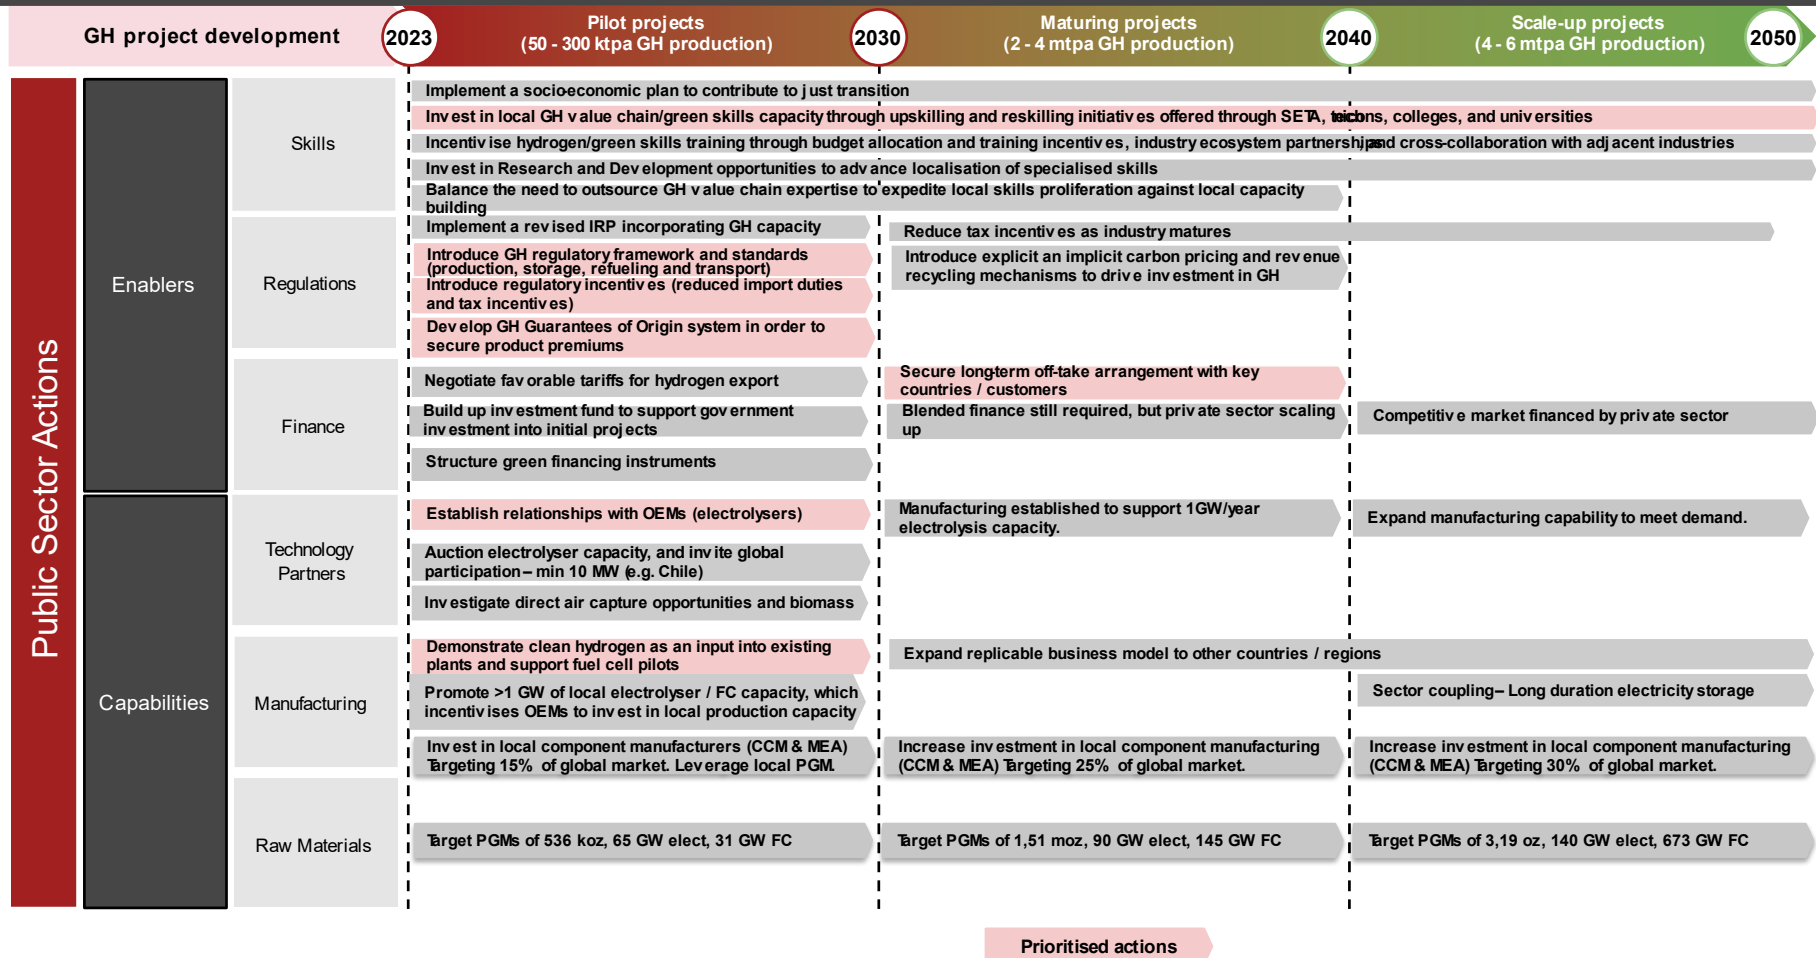 GH project development
2023
Pilot projects
(50 - 300 ktpa GH production)
2030
Maturing projects
(2 - 4 mtpa GH production)
2040
Scale-up projects
(4 - 6 mtpa GH production)
2050
Public Sector Actions
Enablers
Skills
Implement a socio-economic plan to contribute to just transition
Invest in local GH value chain/green skills capacity through upskilling and reskilling initiatives offered through SETA, colleges, and universities
Incentivise hydrogen/green skills training through budget allocation and training incentives, industry ecosystem partnerships, and cross-collaboration with adjacent industries
Invest in Research and Development opportunities to advance localisation of specialised skills
Balance the need to outsource GH value chain expertise to expedite local skills proliferation against local capacity
building
Regulations
Implement a revised IRP incorporating GH capacity
Reduce tax incentives as industry matures
Introduce GH regulatory framework and standards
(production, storage, refueling and transport)
Introduce explicit an implicit carbon pricing and revenue
recycling mechanisms to drive investment in GH
Introduce regulatory incentives (reduced import duties
and tax incentives)
Develop GH Guarantees of Origin system in order to
secure product premiums
Finance
Negotiate favorable tariffs for hydrogen export
Secure long-term off-take arrangement with key
countries / customers
Build up investment fund to support government
investment into initial projects
Blended finance still required, but private sector scaling
up
Competitive market financed by private sector
Structure green financing instruments
Capabilities
Technology
Partners
Establish relationships with OEMs (electrolysers)
Manufacturing established to support 1GW/year
electrolysis capacity.
Expand manufacturing capability to meet demand.
Auction electrolyser capacity, and invite global
participation – min 10 MW (e.g. Chile)
Investigate direct air capture opportunities and biomass
Manufacturing
Demonstrate clean hydrogen as an input into existing
plants and support fuel cell pilots
Expand replicable business model to other countries / regions
Promote >1 GW of local electrolyser / FC capacity, which
incentivises OEMs to invest in local production capacity
Sector coupling – Long duration electricity storage
Invest in local component manufacturers (CCM & MEA)
Targeting 15% of global market. Leverage local PGM.
Increase investment in local component manufacturing
(CCM & MEA) Targeting 25% of global market.
Increase investment in local component manufacturing
(CCM & MEA) Targeting 30% of global market.
Raw Materials
Target PGMs of 536 koz, 65 GW elect, 31 GW FC
Target PGMs of 1,51 moz, 90 GW elect, 145 GW FC
Target PGMs of 3,19 oz, 140 GW elect, 673 GW FC
Prioritised actions